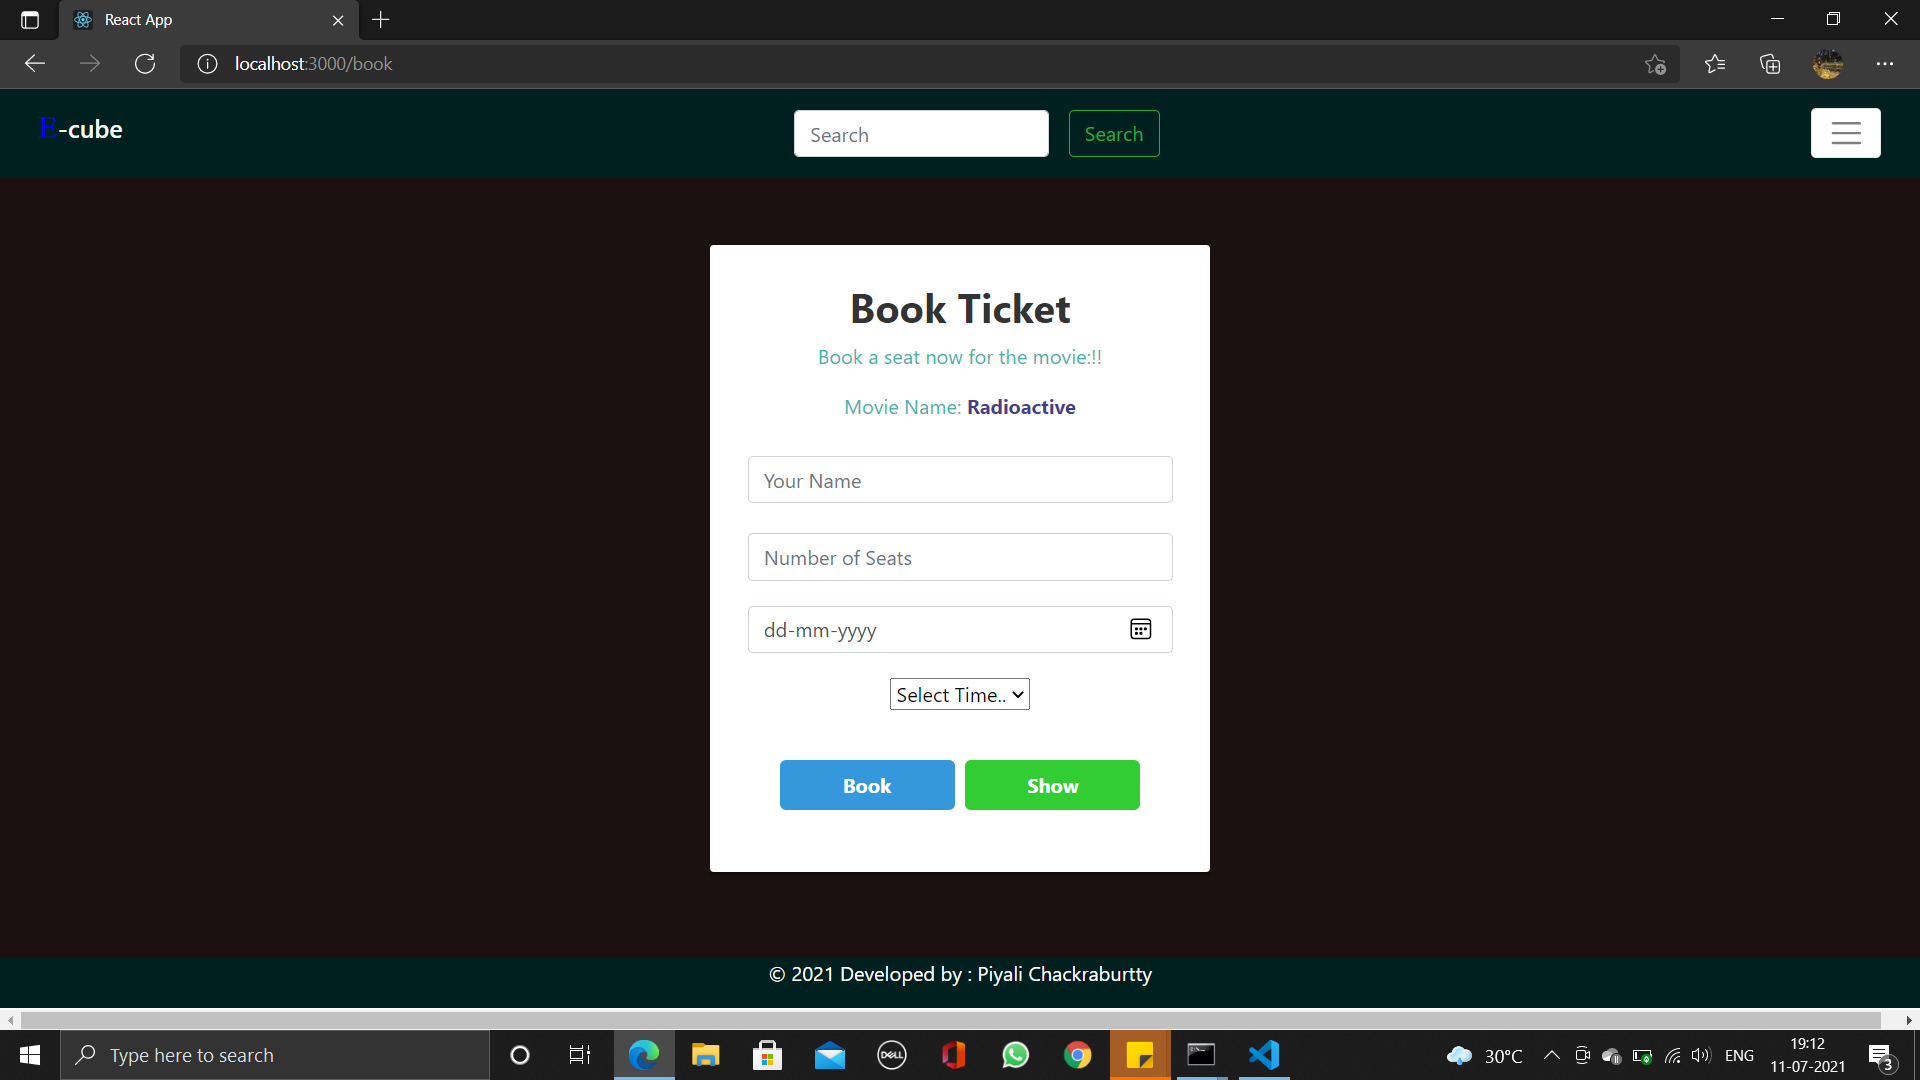 React App
localhost:3000/book
E-cube
Search
Search
Book Ticket
Book a seat now for the movie:!!
Movie Name: Radioactive
Your Name
Number of Seats
dd-mm-yyyy
Select Time..
Book
Show
© 2021 Developed by : Piyali Chackraburtty
Type here to search
DELL
30°C
ENG
19:12
11-07-2021
3